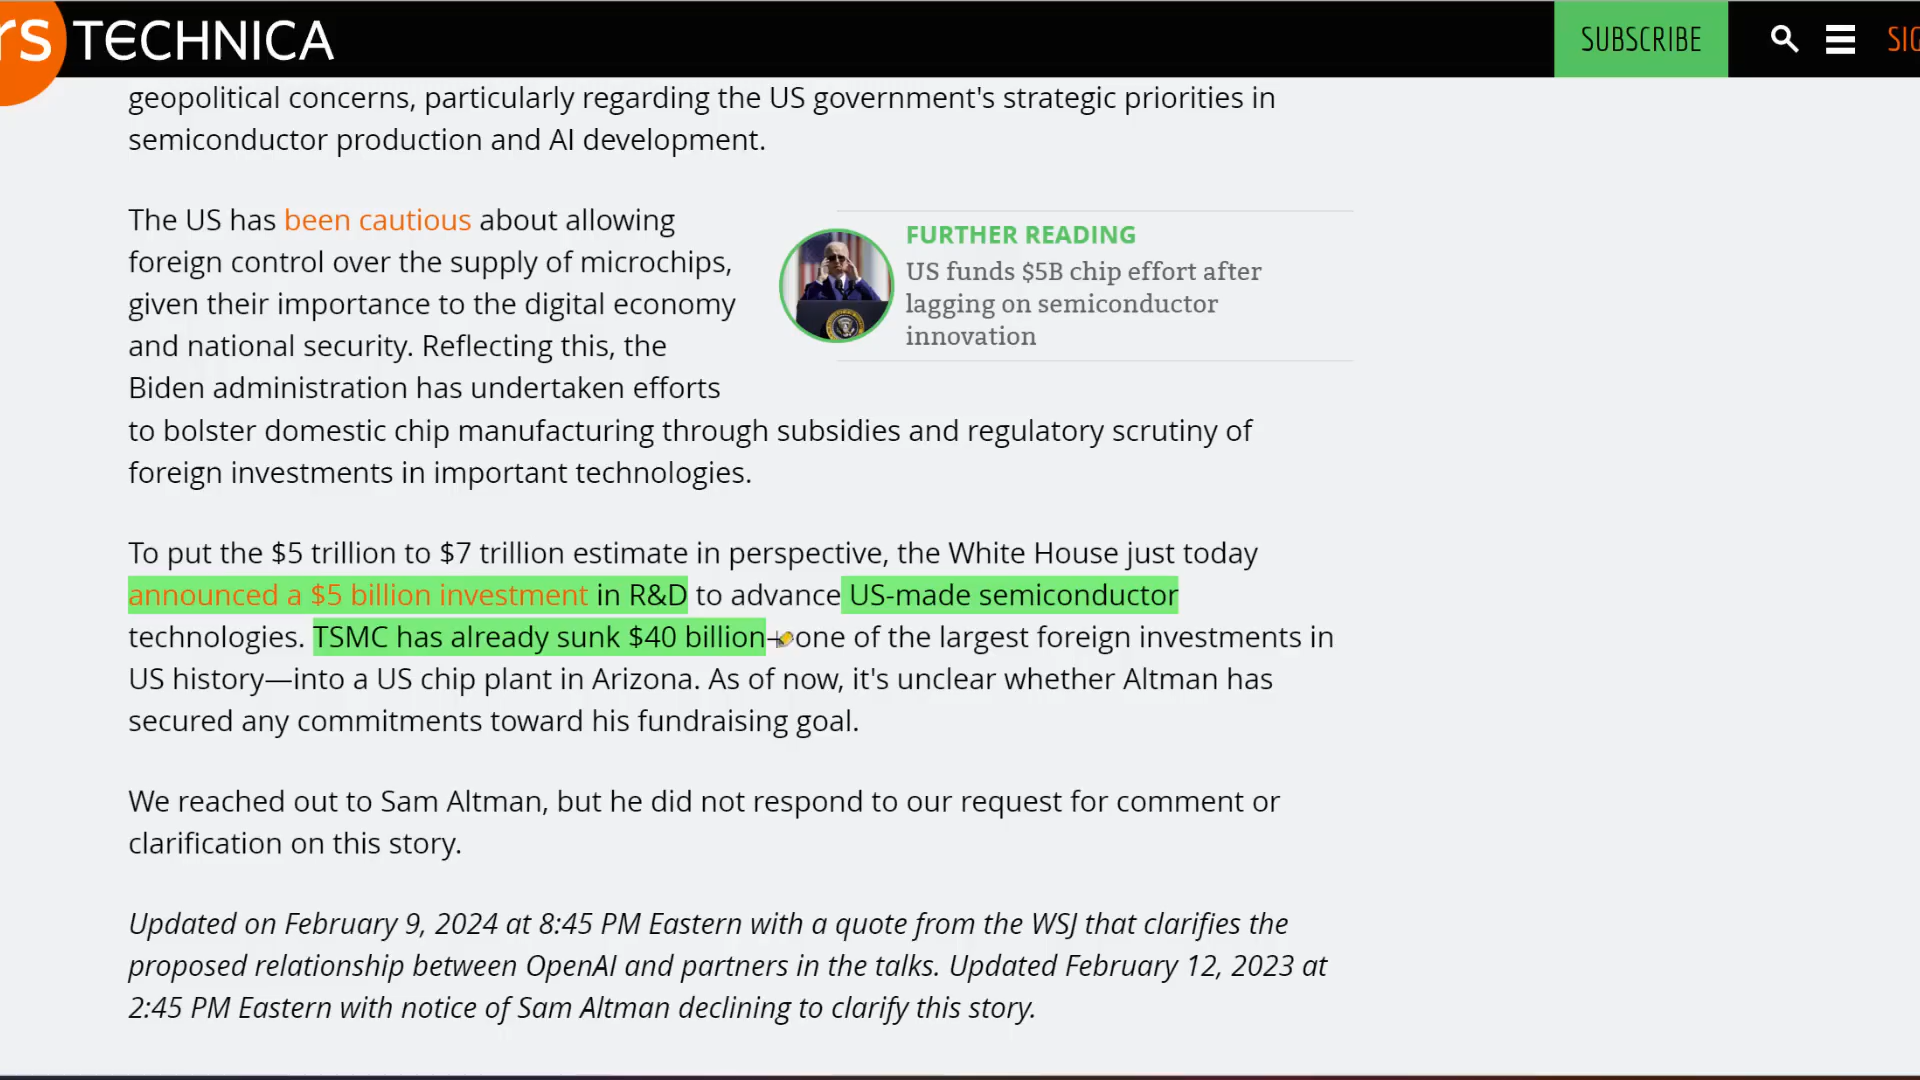 rs TECHNICA
SUBSCRIBE
SIG
geopolitical concerns, particularly regarding the US government's strategic priorities in
semiconductor production and AI development.
The US has been cautious about allowing
foreign control over the supply of microchips,
given their importance to the digital economy
and national security. Reflecting this, the
Biden administration has undertaken efforts
to bolster domestic chip manufacturing through subsidies and regulatory scrutiny of
foreign investments in important technologies.
FURTHER READING
US funds $5B chip effort after
lagging on semiconductor
innovation
To put the $5 trillion to $7 trillion estimate in perspective, the White House just today
announced a $5 billion investment in R&D to advance US-made semiconductor
technologies. TSMC has already sunk $40 billion—one of the largest foreign investments in
US history—into a US chip plant in Arizona. As of now, it's unclear whether Altman has
secured any commitments toward his fundraising goal.
We reached out to Sam Altman, but he did not respond to our request for comment or
clarification on this story.
Updated on February 9, 2024 at 8:45 PM Eastern with a quote from the WSJ that clarifies the
proposed relationship between OpenAI and partners in the talks. Updated February 12, 2023 at
2:45 PM Eastern with notice of Sam Altman declining to clarify this story.